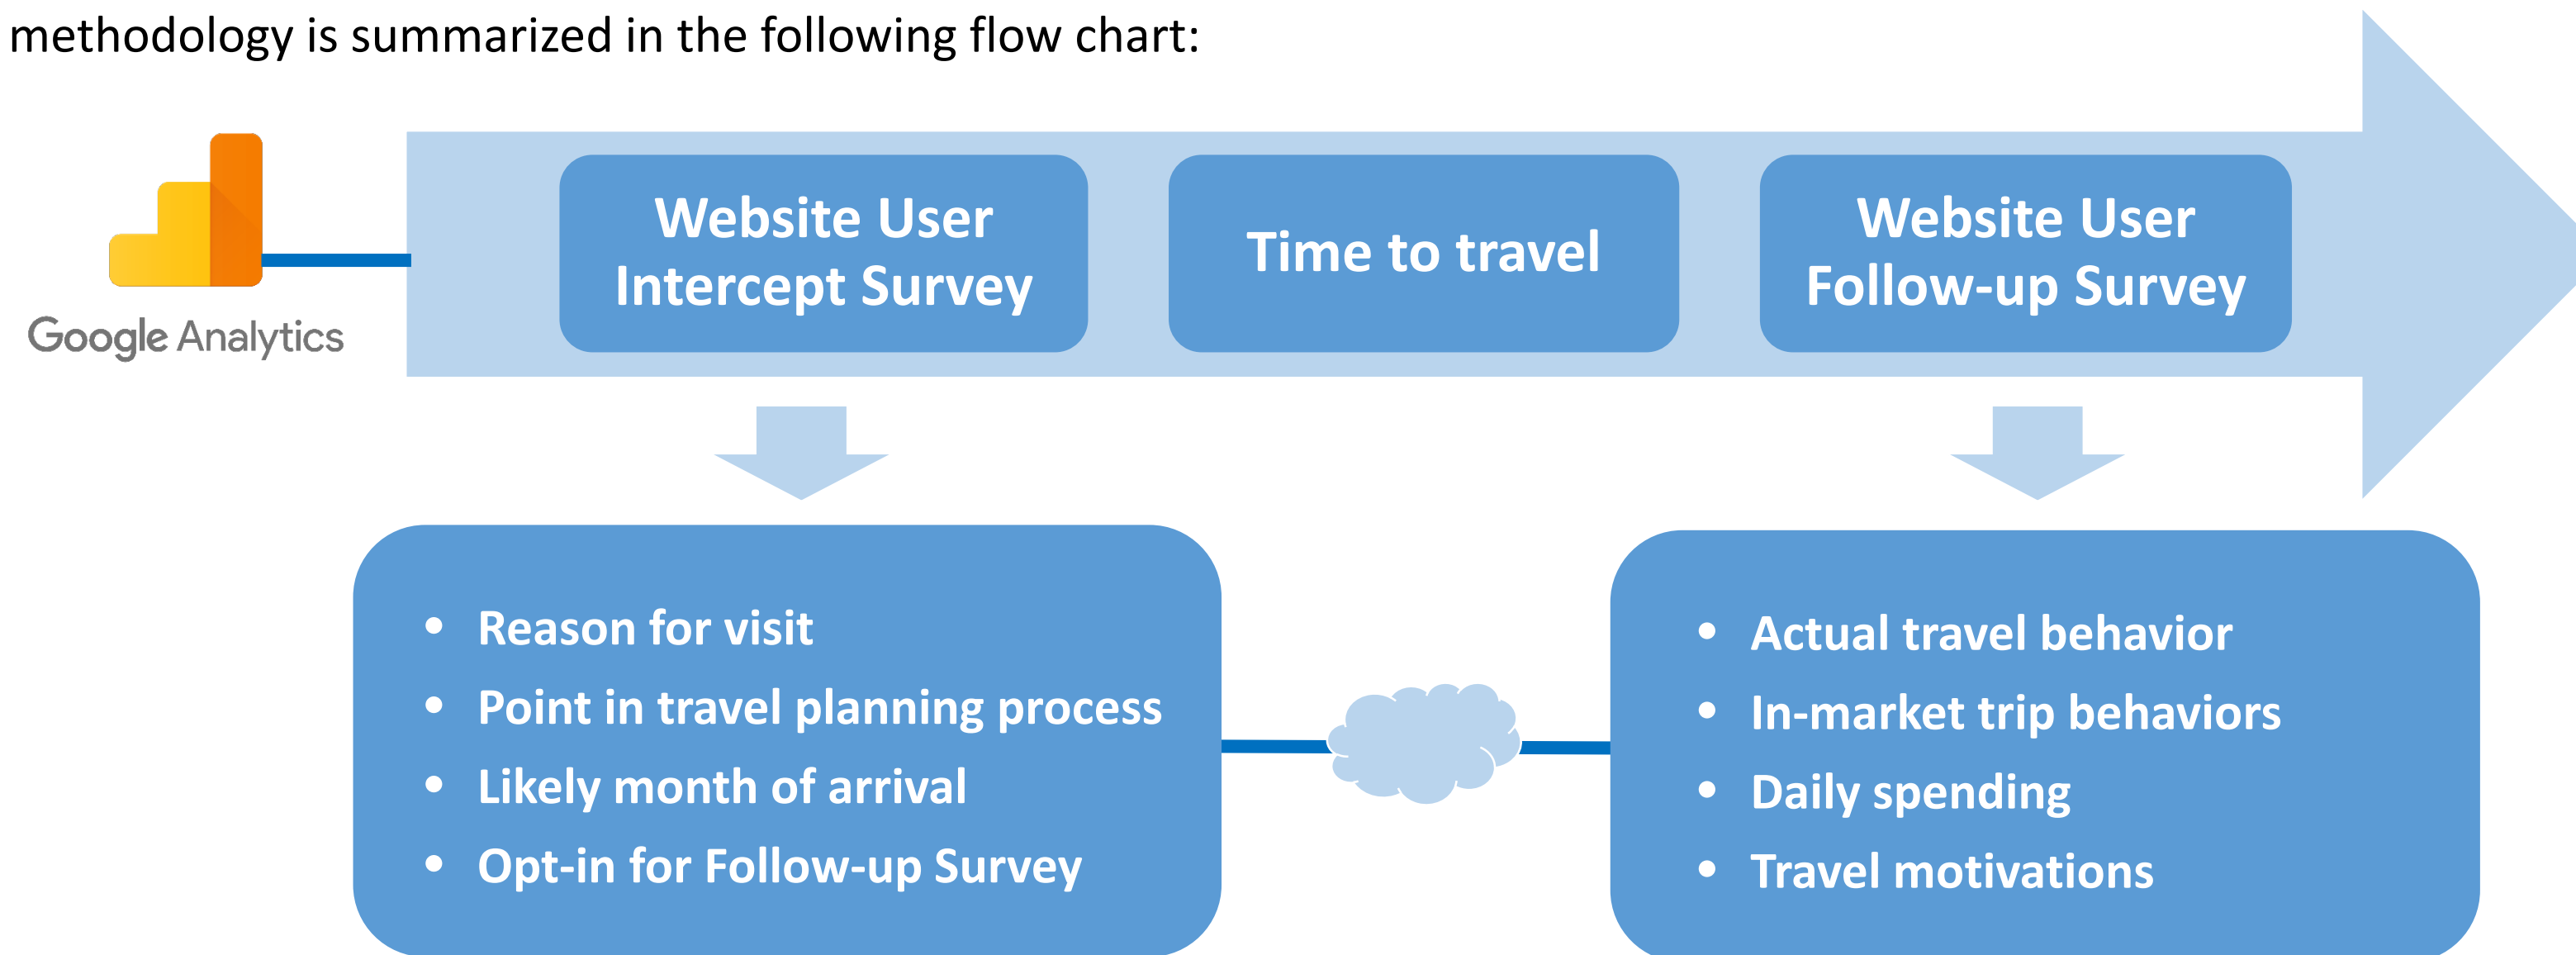 methodology is summarized in the following flow chart:
Google Analytics
Website User
Intercept Survey
Time to travel
Website User
Follow-up Survey
• Reason for visit
• Point in travel planning process
• Likely month of arrival
• Opt-in for Follow-up Survey
• Actual travel behavior
• In-market trip behaviors
• Daily spending
• Travel motivations